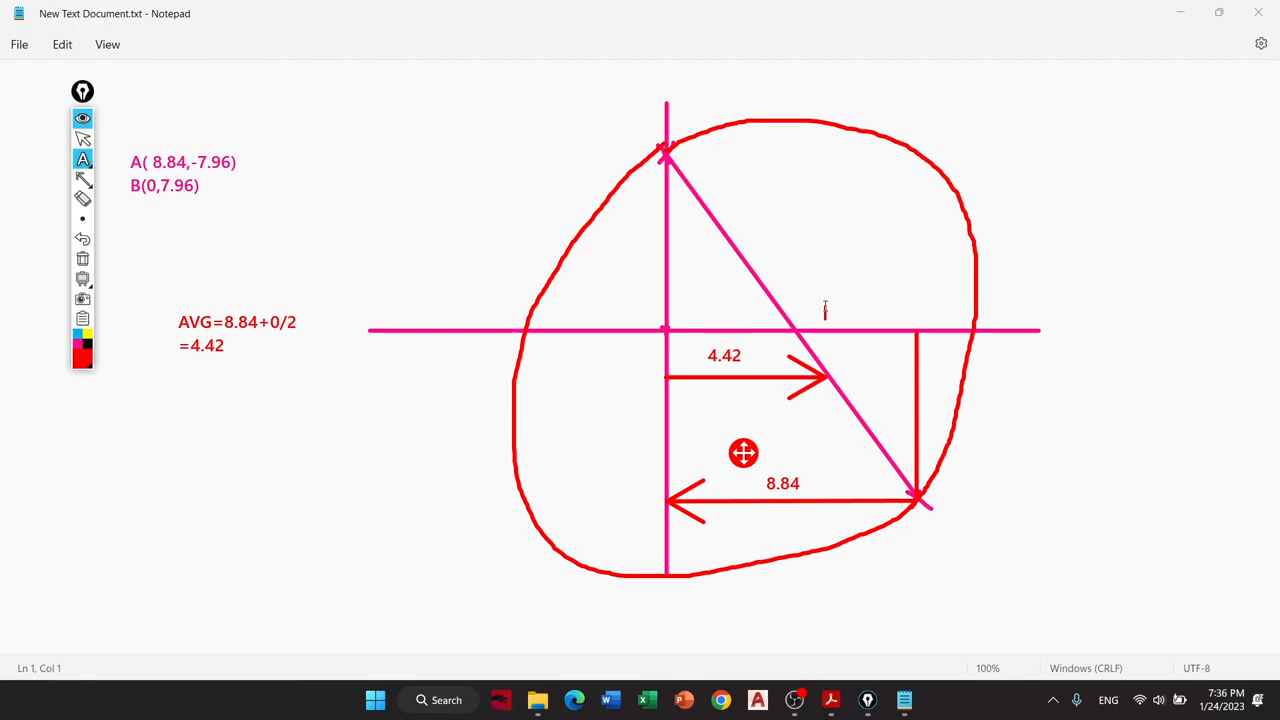 New Text Document.txt - Notepad
File Edit View
A
A( 8.84,-7.96)
B(0,7.96)
AVG=8.84+0/2
=4.42
4.42
8.84
Ln 1, Col 1 100% Windows (CRLF) UTF-8
Search
A
ENG
7:36 PM
1/24/2023